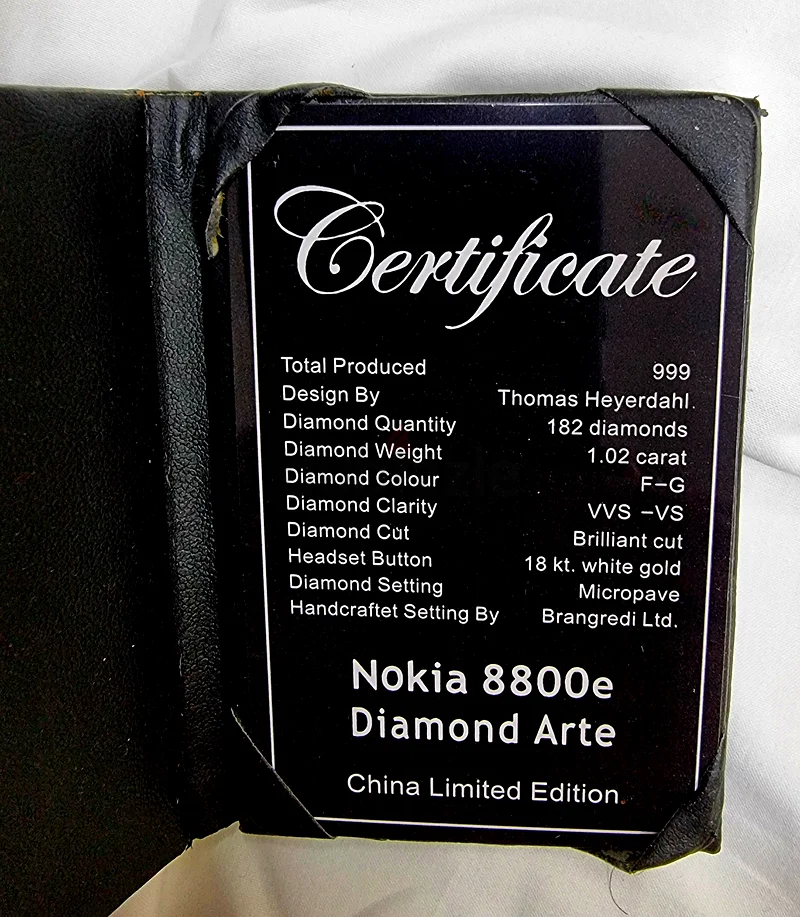 Certificate
Total Produced 999
Design By Thomas Heyerdahl.
Diamond Quantity 182 diamonds
Diamond Weight 1.02 carat
Diamond Colour F–G
Diamond Clarity VVS –VS
Diamond Cut Brilliant cut
Headset Button 18 kt. white gold
Diamond Setting Micropave
Handcraftet Setting By Brangredi Ltd.
Nokia 8800e
Diamond Arte
China Limited Edition